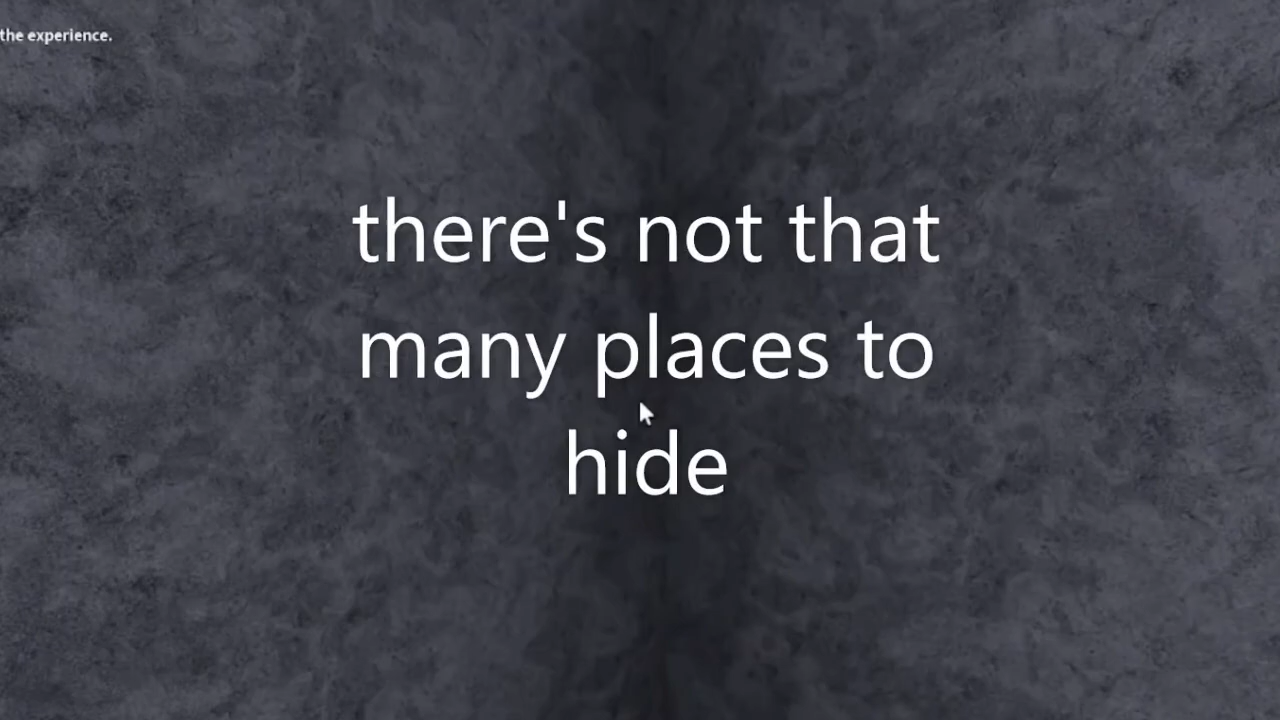 the experience.
there's not that
many places to
hide